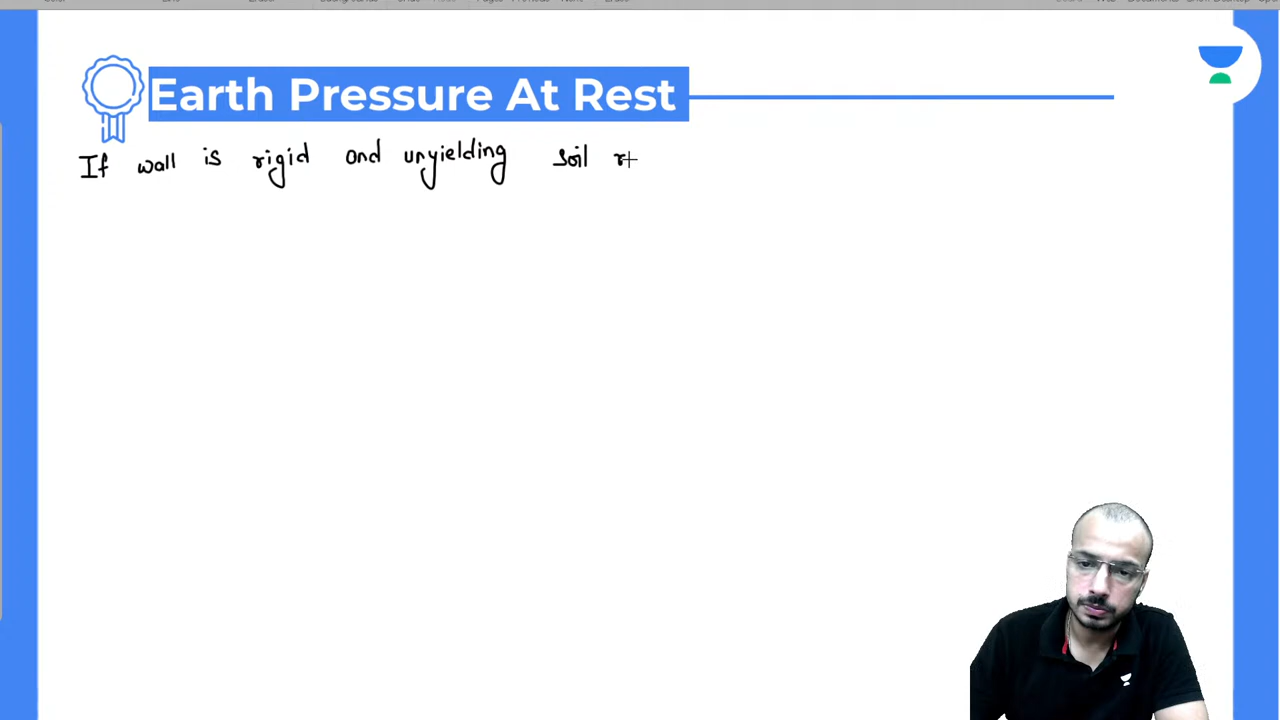 Earth Pressure At Rest
If wall is rigid and unyielding soil